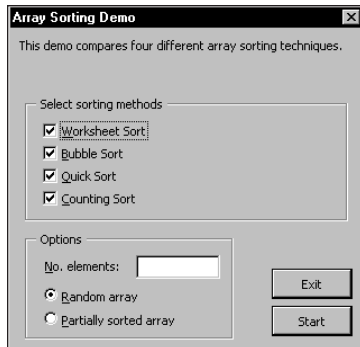 Array Sorting Demo
This demo compares four different array sorting techniques.
Select sorting methods
Worksheet Sort
Bubble Sort
Quick Sort
Counting Sort
Options
No. elements:
Random array
Partially sorted array
Exit
Start